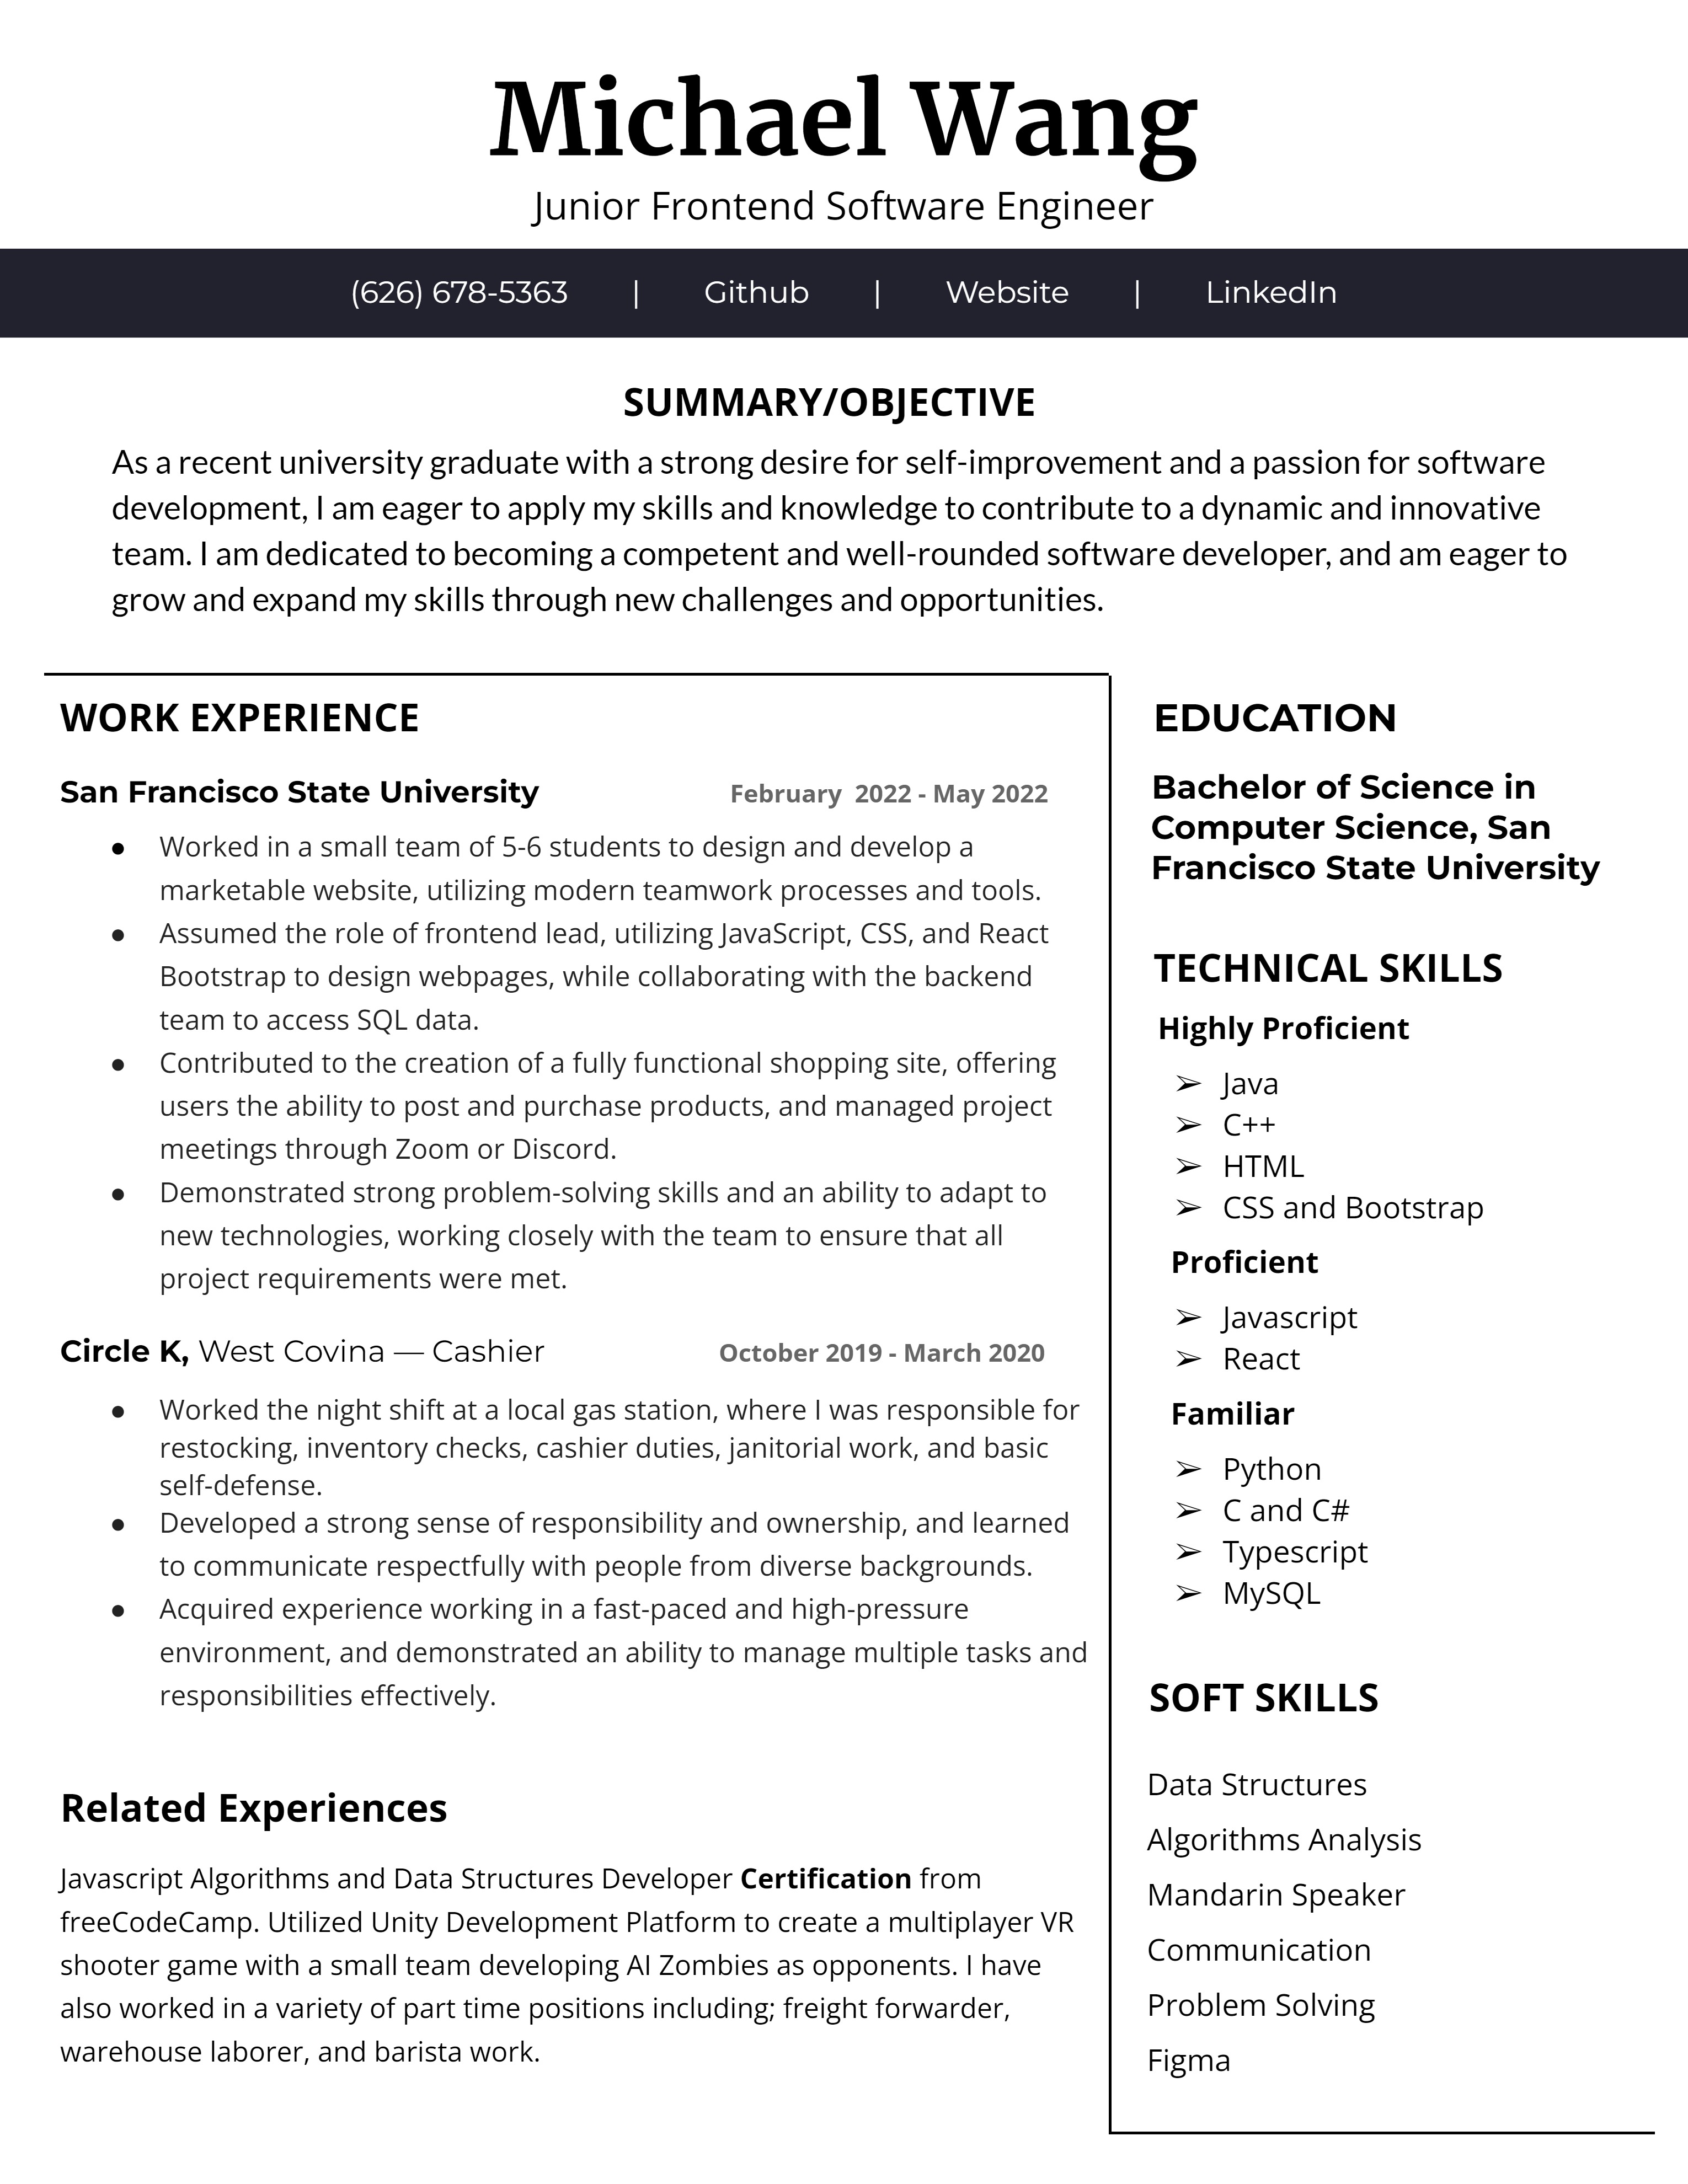 Michael Wang
Junior Frontend Software Engineer
(626) 678-5363 | Github | Website | LinkedIn
SUMMARY/OBJECTIVE
As a recent university graduate with a strong desire for self-improvement and a passion for software
development, I am eager to apply my skills and knowledge to contribute to a dynamic and innovative
team. I am dedicated to becoming a competent and well-rounded software developer, and am eager to
grow and expand my skills through new challenges and opportunities.
WORK EXPERIENCE
San Francisco State University February 2022 - May 2022
● Worked in a small team of 5-6 students to design and develop a
marketable website, utilizing modern teamwork processes and tools.
● Assumed the role of frontend lead, utilizing JavaScript, CSS, and React
Bootstrap to design webpages, while collaborating with the backend
team to access SQL data.
● Contributed to the creation of a fully functional shopping site, offering
users the ability to post and purchase products, and managed project
meetings through Zoom or Discord.
● Demonstrated strong problem-solving skills and an ability to adapt to
new technologies, working closely with the team to ensure that all
project requirements were met.
Circle K, West Covina — Cashier October 2019 - March 2020
● Worked the night shift at a local gas station, where I was responsible for
restocking, inventory checks, cashier duties, janitorial work, and basic
self-defense.
● Developed a strong sense of responsibility and ownership, and learned
to communicate respectfully with people from diverse backgrounds.
● Acquired experience working in a fast-paced and high-pressure
environment, and demonstrated an ability to manage multiple tasks and
responsibilities effectively.
Related Experiences
Javascript Algorithms and Data Structures Developer Certification from
freeCodeCamp. Utilized Unity Development Platform to create a multiplayer VR
shooter game with a small team developing AI Zombies as opponents. I have
also worked in a variety of part time positions including; freight forwarder,
warehouse laborer, and barista work.
EDUCATION
Bachelor of Science in
Computer Science, San
Francisco State University
TECHNICAL SKILLS
Highly Proficient
➢ Java
➢ C++
➢ HTML
➢ CSS and Bootstrap
Proficient
➢ Javascript
➢ React
Familiar
➢ Python
➢ C and C#
➢ Typescript
➢ MySQL
SOFT SKILLS
Data Structures
Algorithms Analysis
Mandarin Speaker
Communication
Problem Solving
Figma